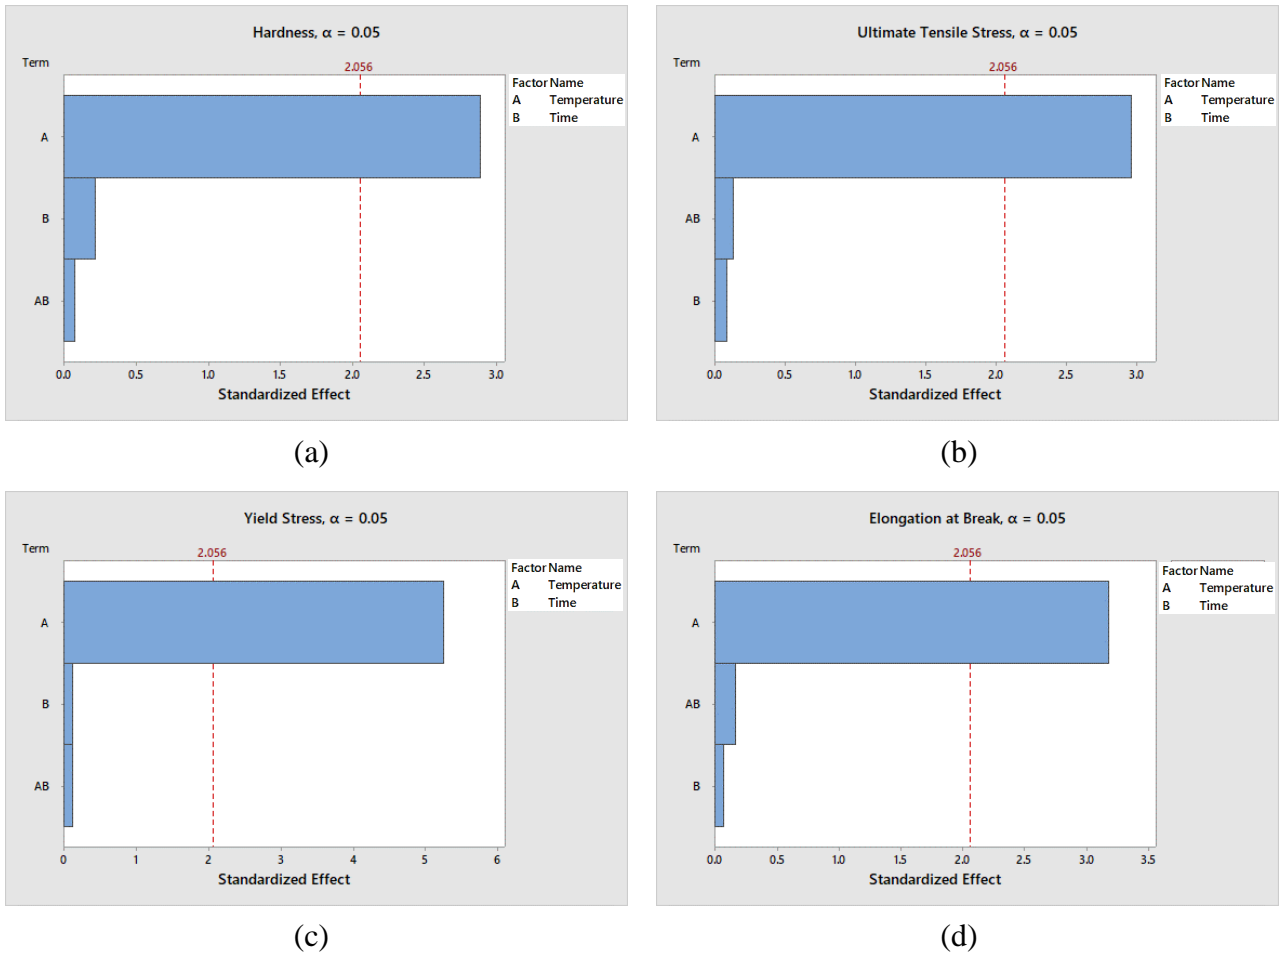 Hardness, α = 0.05
Term
2.056
Factor Name
A Temperature
B Time
A
B
AB
0.0 0.5 1.0 1.5 2.0 2.5 3.0
Standardized Effect
(a)
Ultimate Tensile Stress, α = 0.05
Term
2.056
Factor Name
A Temperature
B Time
A
AB
B
0.0 0.5 1.0 1.5 2.0 2.5 3.0
Standardized Effect
(b)
Yield Stress, α = 0.05
Term
2.056
Factor Name
A Temperature
B Time
A
B
AB
0 1 2 3 4 5 6
Standardized Effect
(c)
Elongation at Break, α = 0.05
Term
2.056
Factor Name
A Temperature
B Time
A
AB
B
0.0 0.5 1.0 1.5 2.0 2.5 3.0 3.5
Standardized Effect
(d)